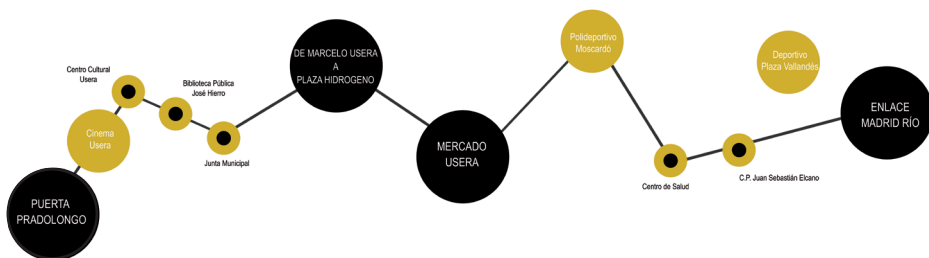 Centro Cultural
Usera
Cinema
Usera
PUERTA
PRADOLONGO
Biblioteca Pública
José Hierro
Junta Municipal
DE MARCELO USERA
A
PLAZA HIDROGENO
MERCADO
USERA
Polideportivo
Moscardó
Centro de Salud
Deportivo
Plaza Vallandés
C.P. Juan Sebastián Elcano
ENLACE
MADRID RÍO